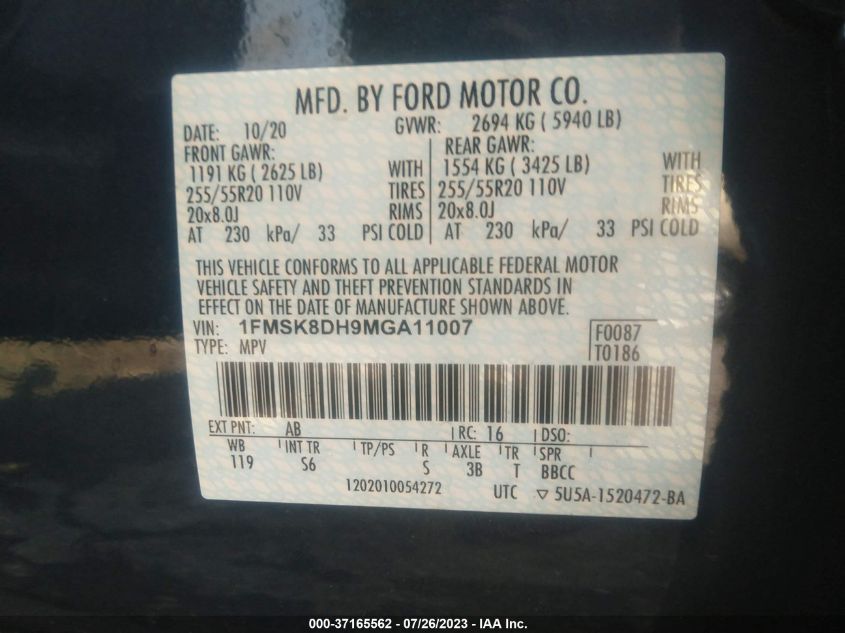 MFD. BY FORD MOTOR CO.
DATE: 10/20 GVWR: 2694 KG ( 5940 LB)
FRONT GAWR: REAR GAWR:
1191 KG ( 2625 LB) WITH 1554 KG ( 3425 LB) WITH
255/55R20 110V TIRES 255/55R20 110V TIRES
20x8.0J RIMS 20x8.0J RIMS
AT 230 kPa/ 33 PSI COLD AT 230 kPa/ 33 PSI COLD
THIS VEHICLE CONFORMS TO ALL APPLICABLE FEDERAL MOTOR
VEHICLE SAFETY AND THEFT PREVENTION STANDARDS IN
EFFECT ON THE DATE OF MANUFACTURE SHOWN ABOVE.
VIN: 1FMSK8DH9MGA11007 F0087
TYPE: MPV T0186
EXT PNT: AB RC: 16 DSO:
WB INT TR TP/PS R AXLE TR SPR
119 S6 S 3B T BBCC
1202010054272 UTC ▽ 5U5A-1520472-BA
000-37165562 - 07/26/2023 - IAA Inc.